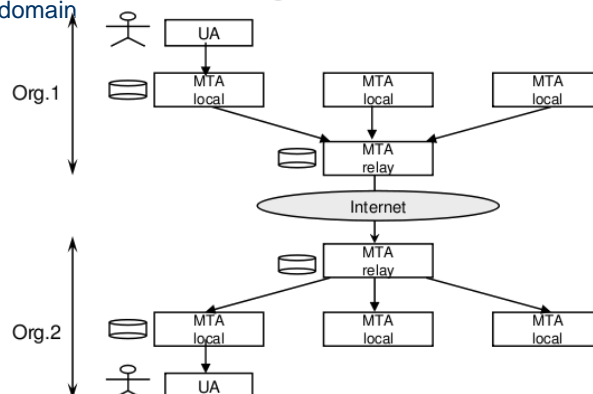 domain
UA
Org.1
MTA
local
MTA
local
MTA
local
MTA
relay
Internet
MTA
relay
Org.2
MTA
local
MTA
local
MTA
local
UA